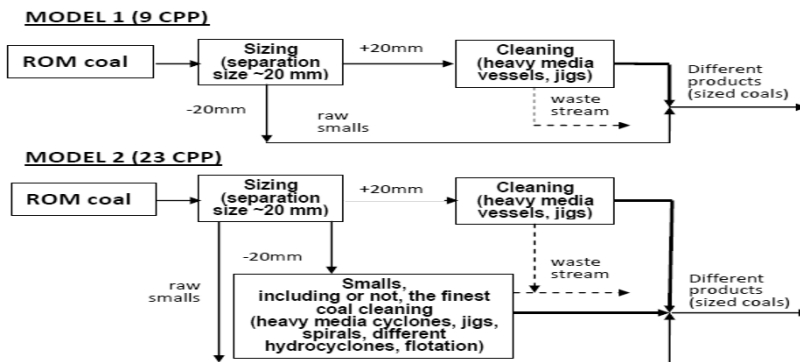 MODEL 1 (9 CPP)
ROM coal
Sizing
(separation
size ~20 mm)
+20mm
Cleaning
(heavy media
vessels, jigs)
Different
products
(sized coals)
-20mm
raw
smalls
waste
stream
MODEL 2 (23 CPP)
ROM coal
Sizing
(separation
size ~20 mm)
+20mm
Cleaning
(heavy media
vessels, jigs)
raw
smalls
-20mm
waste
stream
Smalls,
including or not, the finest
coal cleaning
(heavy media cyclones, jigs,
spirals, different
hydrocyclones, flotation)
Different
products
(sized coals)